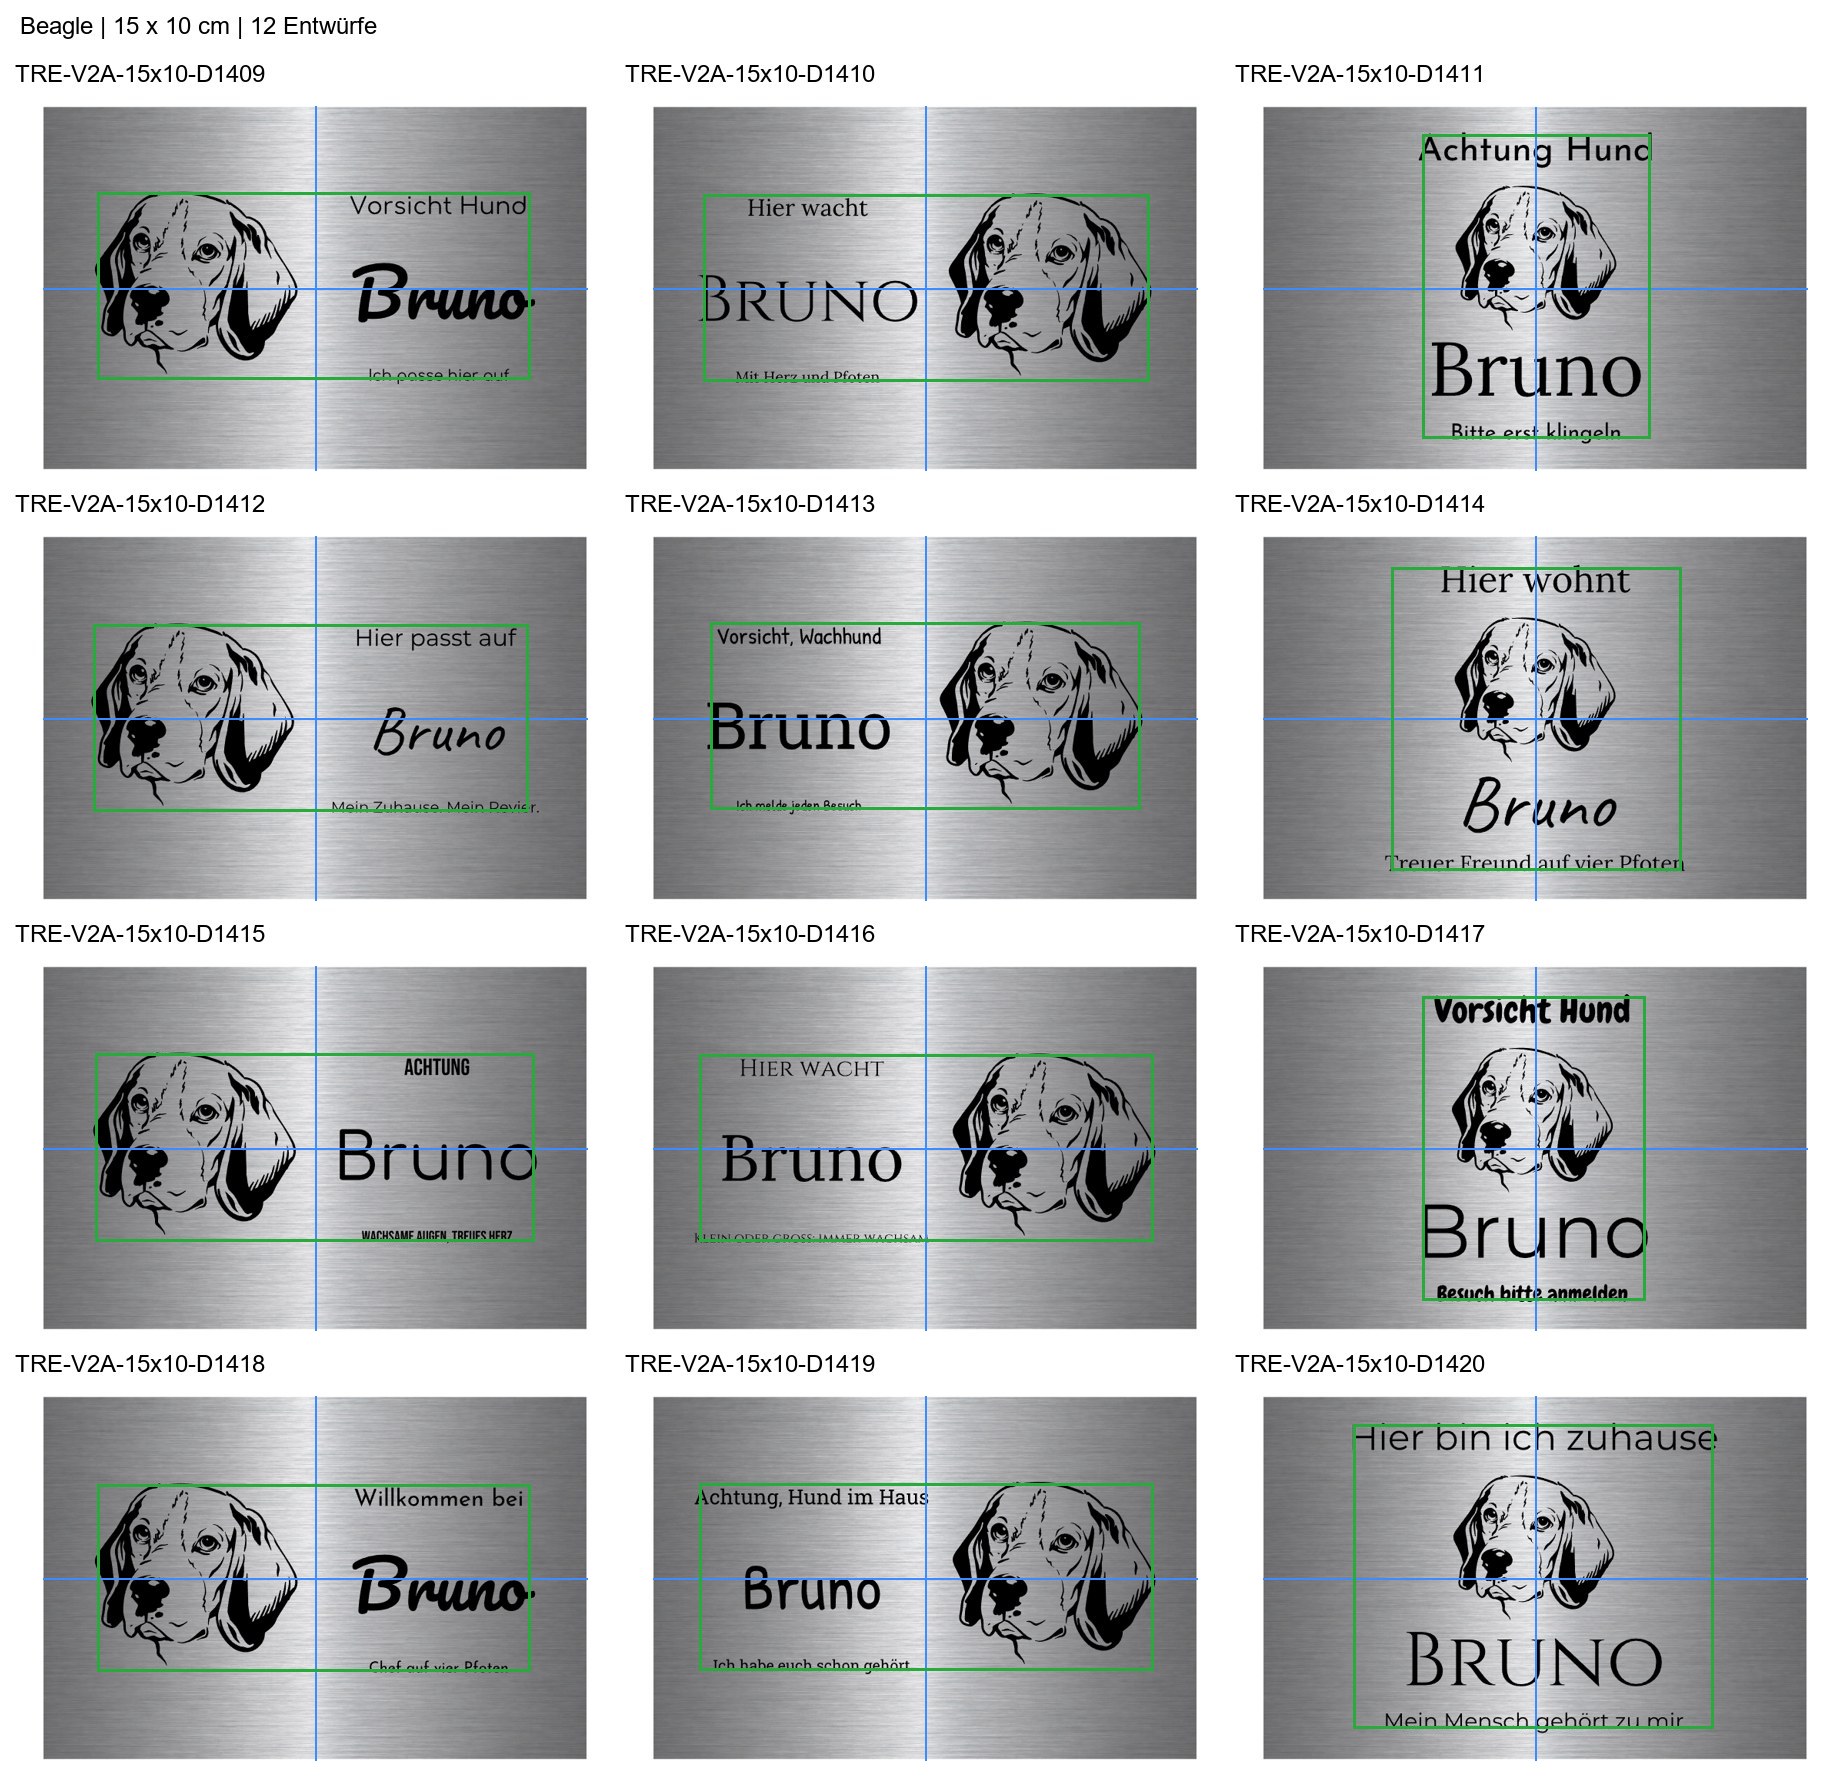 Beagle | 15 x 10 cm | 12 Entwürfe
TRE-V2A-15x10-D1409
Vorsicht Hund
Bruno
Ich passe hier auf
TRE-V2A-15x10-D1410
Hier wacht
BRUNO
Mit Herz und Pfoten
TRE-V2A-15x10-D1411
Achtung Hund
Bruno
Bitte erst klingeln
TRE-V2A-15x10-D1412
Hier passt auf
Bruno
Mein Zuhause. Mein Revier.
TRE-V2A-15x10-D1413
Vorsicht, Wachhund
Bruno
Ich melde jeden Besuch
TRE-V2A-15x10-D1414
Hier wohnt
Bruno
Treuer Freund auf vier Pfoten
TRE-V2A-15x10-D1415
ACHTUNG
Bruno
WACHSAME AUGEN, TREUES HERZ
TRE-V2A-15x10-D1416
HIER WACHT
Bruno
KLEIN ODER GROSS: IMMER WACHSAM
TRE-V2A-15x10-D1417
Vorsicht Hund
Bruno
Besuch bitte anmelden
TRE-V2A-15x10-D1418
Willkommen bei
Bruno
Chef auf vier Pfoten
TRE-V2A-15x10-D1419
Achtung, Hund im Haus
Bruno
Ich habe euch schon gehört
TRE-V2A-15x10-D1420
Hier bin ich zuhause
BRUNO
Mein Mensch gehört zu mir